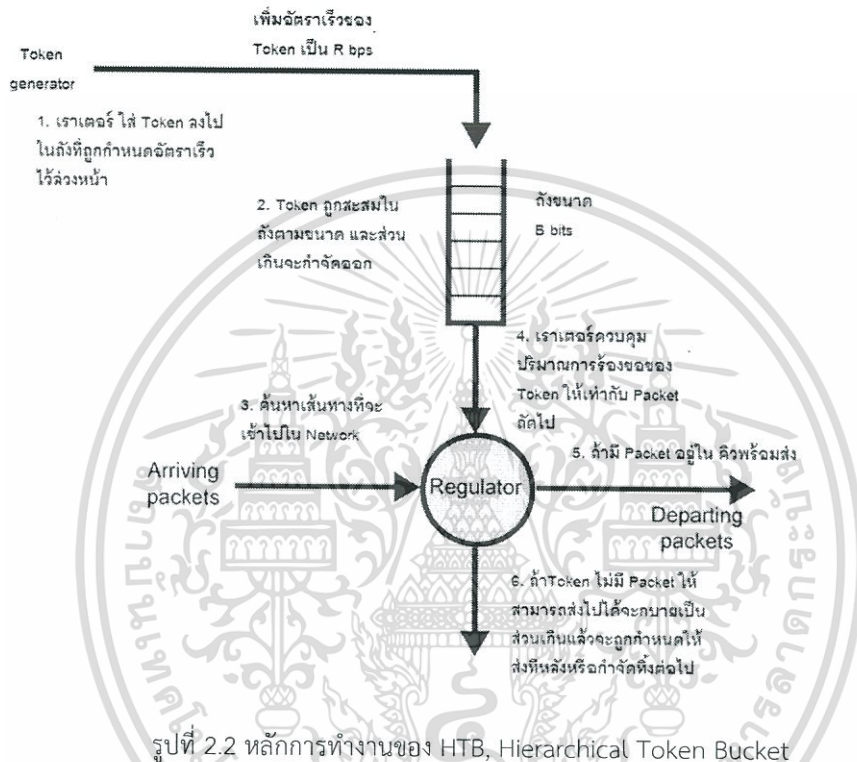 เพิ่มอัตราเร็วของ
Token เป็น R bps
Token
generator
1. เราเตอร์ ใส่ Token ลงไป
ในถังที่ถูกกำหนดอัตราเร็ว
ไว้ล่วงหน้า
2. Token ถูกสะสมใน
ถังตามขนาด และส่วน
เกินจะกำจัดออก
ถังขนาด
B bits
3. ค้นหาเส้นทางที่จะ
เข้าไปใน Network
4. เราเตอร์ควบคุม
ปริมาณการร้องขอของ
Token ให้เท่ากับ Packet
ถัดไป
5. ถ้ามี Packet อยู่ใน คิวพร้อมส่ง
Arriving
packets
Regulator
Departing
packets
6. ถ้าToken ไม่มี Packet ให้
สามารถส่งไปได้จะกบายเป็น
ส่วนเกินแล้วจะถูกกำหนดให้
ส่งทีหลังหรือกำจัดทิ้งต่อไป
รูปที่ 2.2 หลักการทำงานของ HTB, Hierarchical Token Bucket